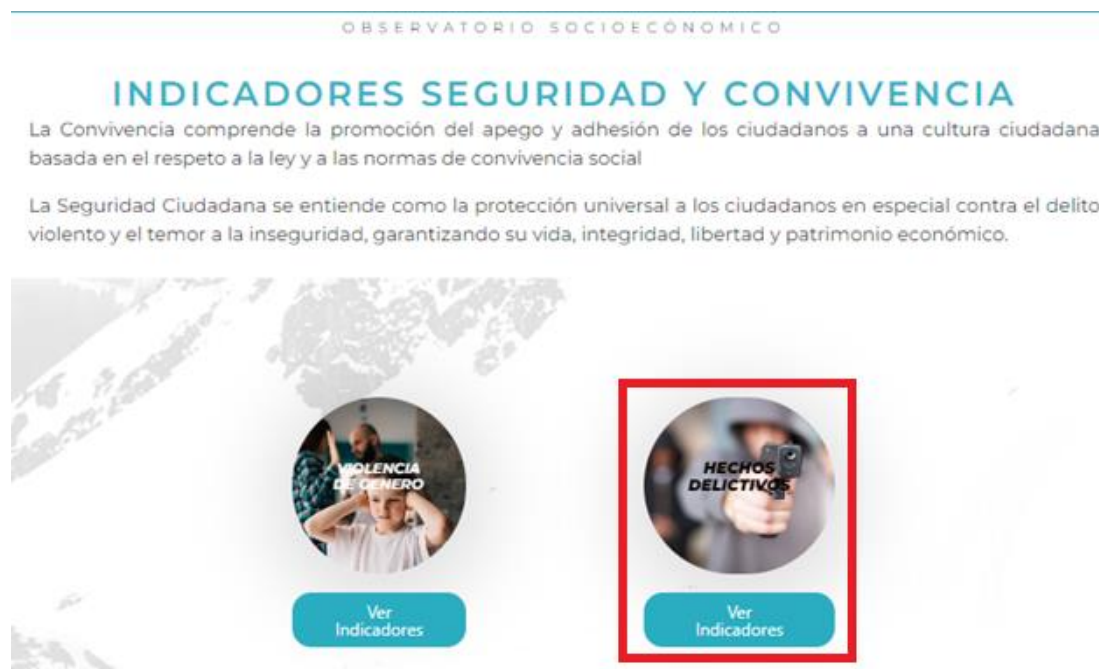 OBSERVATORIO SOCIOECÓNOMICO
INDICADORES SEGURIDAD Y CONVIVENCIA
La Convivencia comprende la promoción del apego y adhesión de los ciudadanos a una cultura ciudadana
basada en el respeto a la ley y a las normas de convivencia social
La Seguridad Ciudadana se entiende como la protección universal a los ciudadanos en especial contra el delito
violento y el temor a la inseguridad, garantizando su vida, integridad, libertad y patrimonio económico.
VIOLENCIA
DE GENERO
HECHOS
DELICTIVOS
Ver
Indicadores
Ver
Indicadores